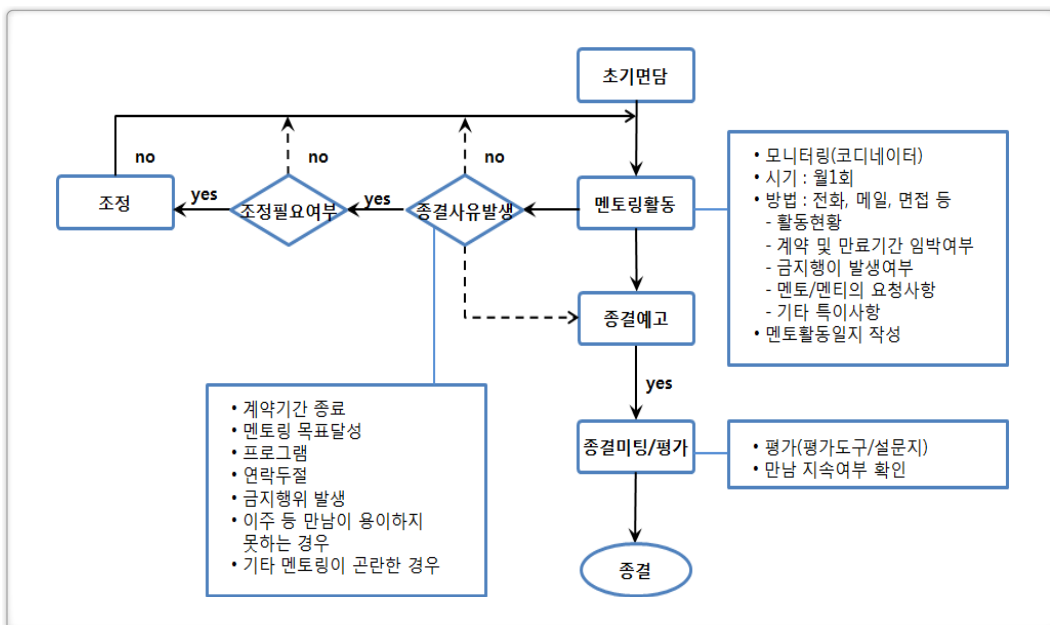 초기면담
no
no
no
조정
yes
조정필요여부
yes
종결사유발생
멘토링활동
• 모니터링(코디네이터)
• 시기 : 월1회
• 방법 : 전화, 메일, 면접 등
- 활동현황
- 계약 및 만료기간 임박여부
- 금지행이 발생여부
- 멘토/멘티의 요청사항
- 기타 특이사항
• 멘토활동일지 작성
종결예고
yes
• 계약기간 종료
• 멘토링 목표달성
• 프로그램
• 연락두절
• 금지행위 발생
• 이주 등 만남이 용이하지
못하는 경우
• 기타 멘토링이 곤란한 경우
종결미팅/평가
• 평가(평가도구/설문지)
• 만남 지속여부 확인
종결